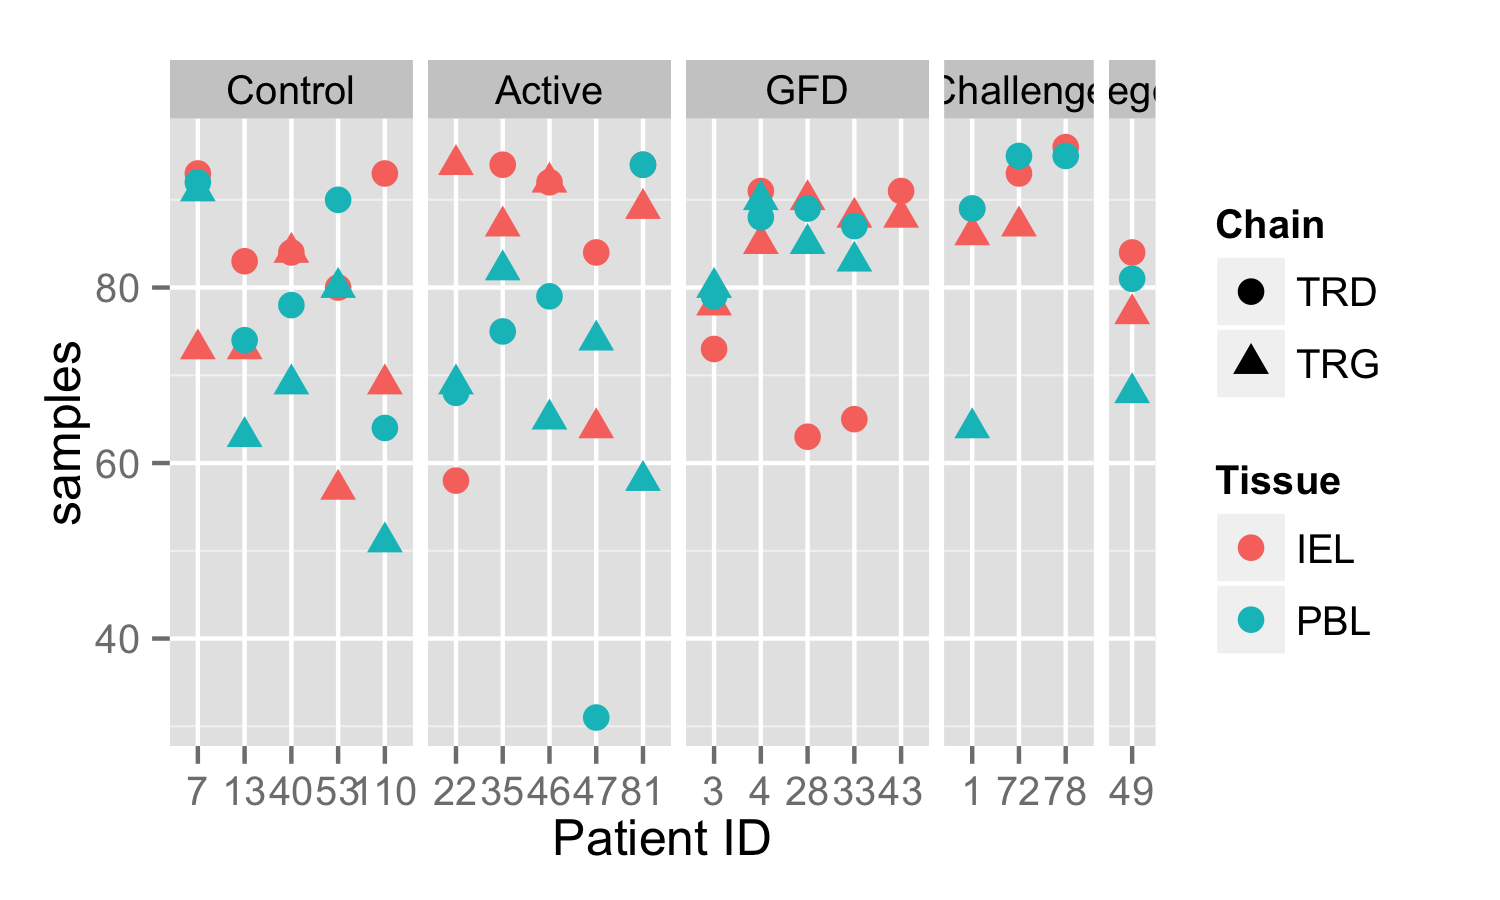 Control Active GFD Challenge
80
60
40
samples
7 13 40 53 110 22 35 46 47 81 3 4 28 33 43 1 72 78 49
Patient ID
Chain
TRD
TRG
Tissue
IEL
PBL